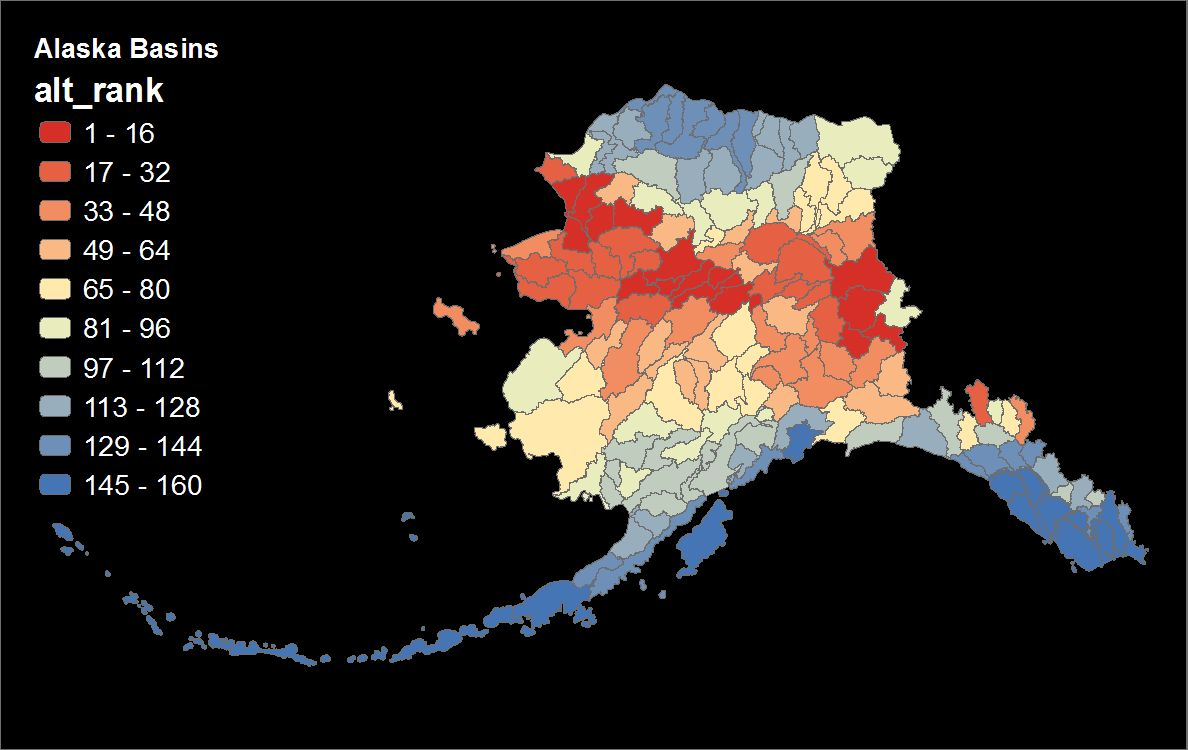 Alaska Basins
alt_rank
1 - 16
17 - 32
33 - 48
49 - 64
65 - 80
81 - 96
97 - 112
113 - 128
129 - 144
145 - 160